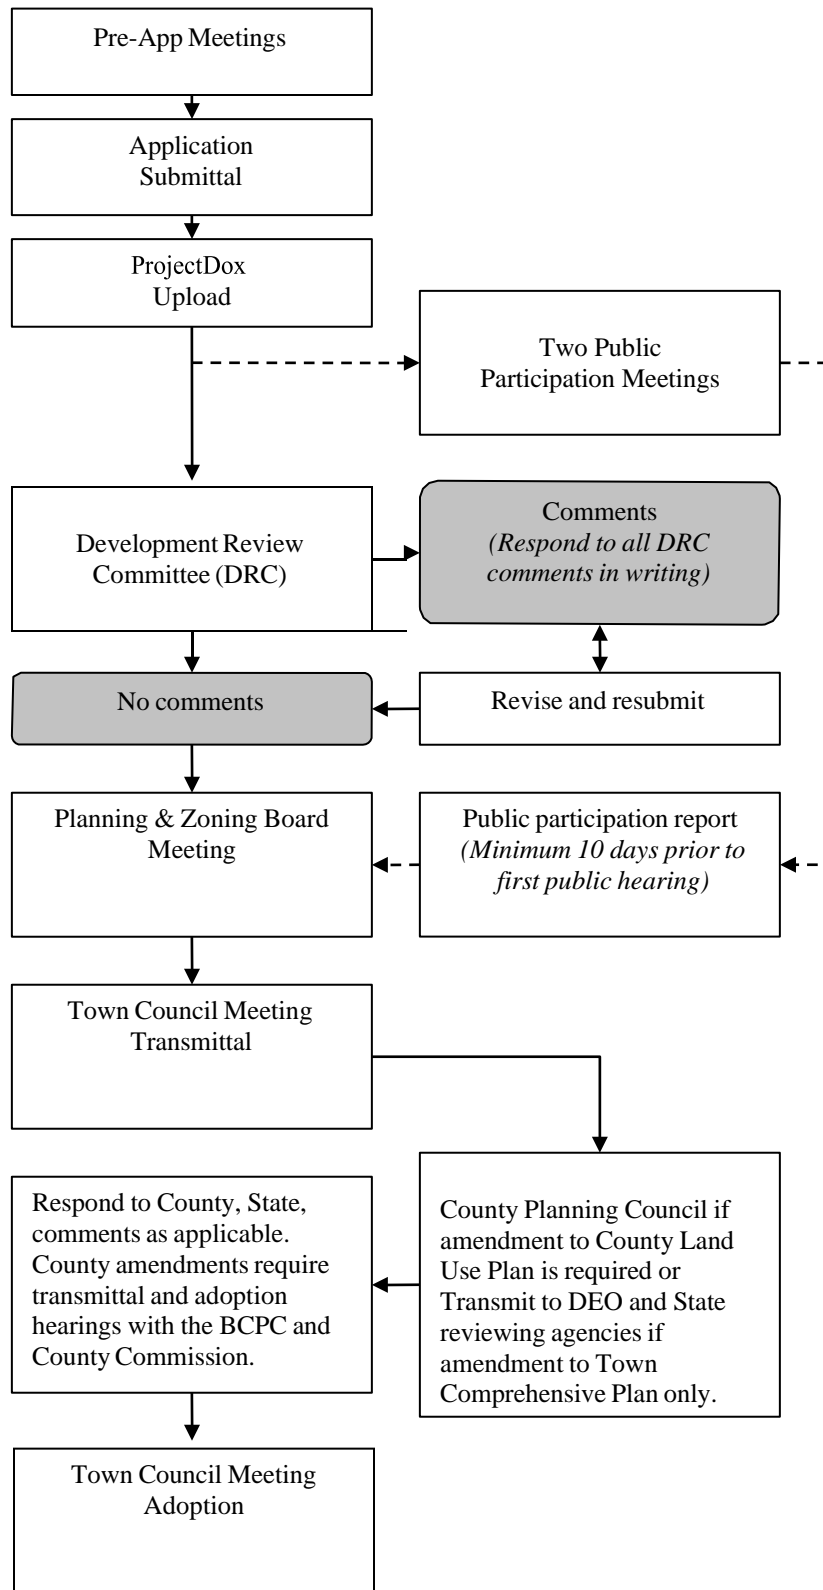 Pre-App Meetings
Application
Submittal
ProjectDox
Upload
Two Public
Participation Meetings
Development Review
Committee (DRC)
Comments
(Respond to all DRC
comments in writing)
No comments
Revise and resubmit
Planning & Zoning Board
Meeting
Public participation report
(Minimum 10 days prior to
first public hearing)
Town Council Meeting
Transmittal
County Planning Council if
amendment to County Land
Use Plan is required or
Transmit to DEO and State
reviewing agencies if
amendment to Town
Comprehensive Plan only.
Respond to County, State,
comments as applicable.
County amendments require
transmittal and adoption
hearings with the BCPC and
County Commission.
Town Council Meeting
Adoption